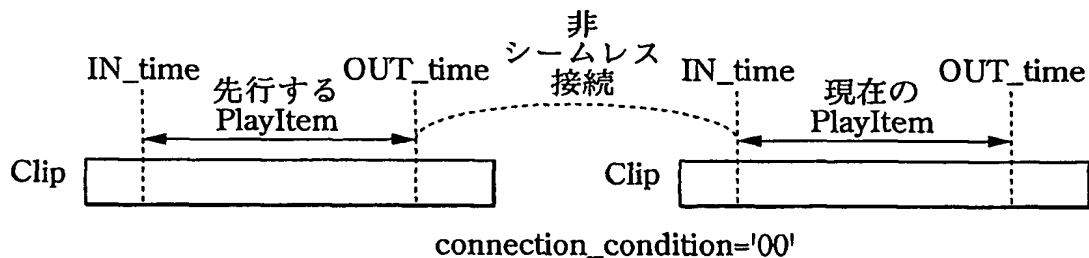 非
シームレス
接続
IN_time
OUT_time
先行する
PlayItem
Clip
IN_time
OUT_time
現在の
PlayItem
Clip
connection_condition='00'